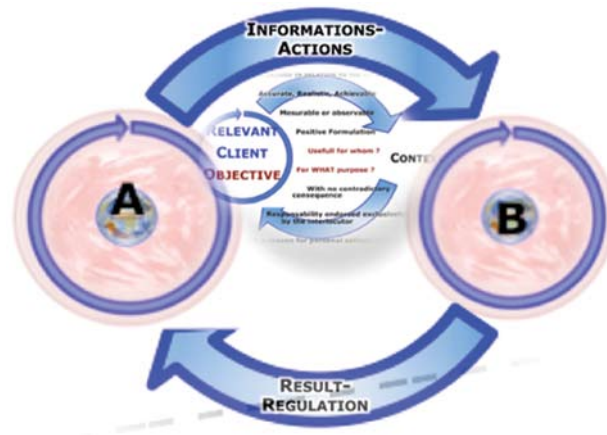 INFORMATIONS-
ACTIONS
Accurate, Realistic, Achievable
Mesurable or observable
Positive Formulation
Usefull for whom ?
For WHAT purpose ?
With no contradictory
consequence
Responsability endorsed exclusively
by the interlocutor
RELEVANT
CLIENT
OBJECTIVE
A
B
RESULT-
REGULATION